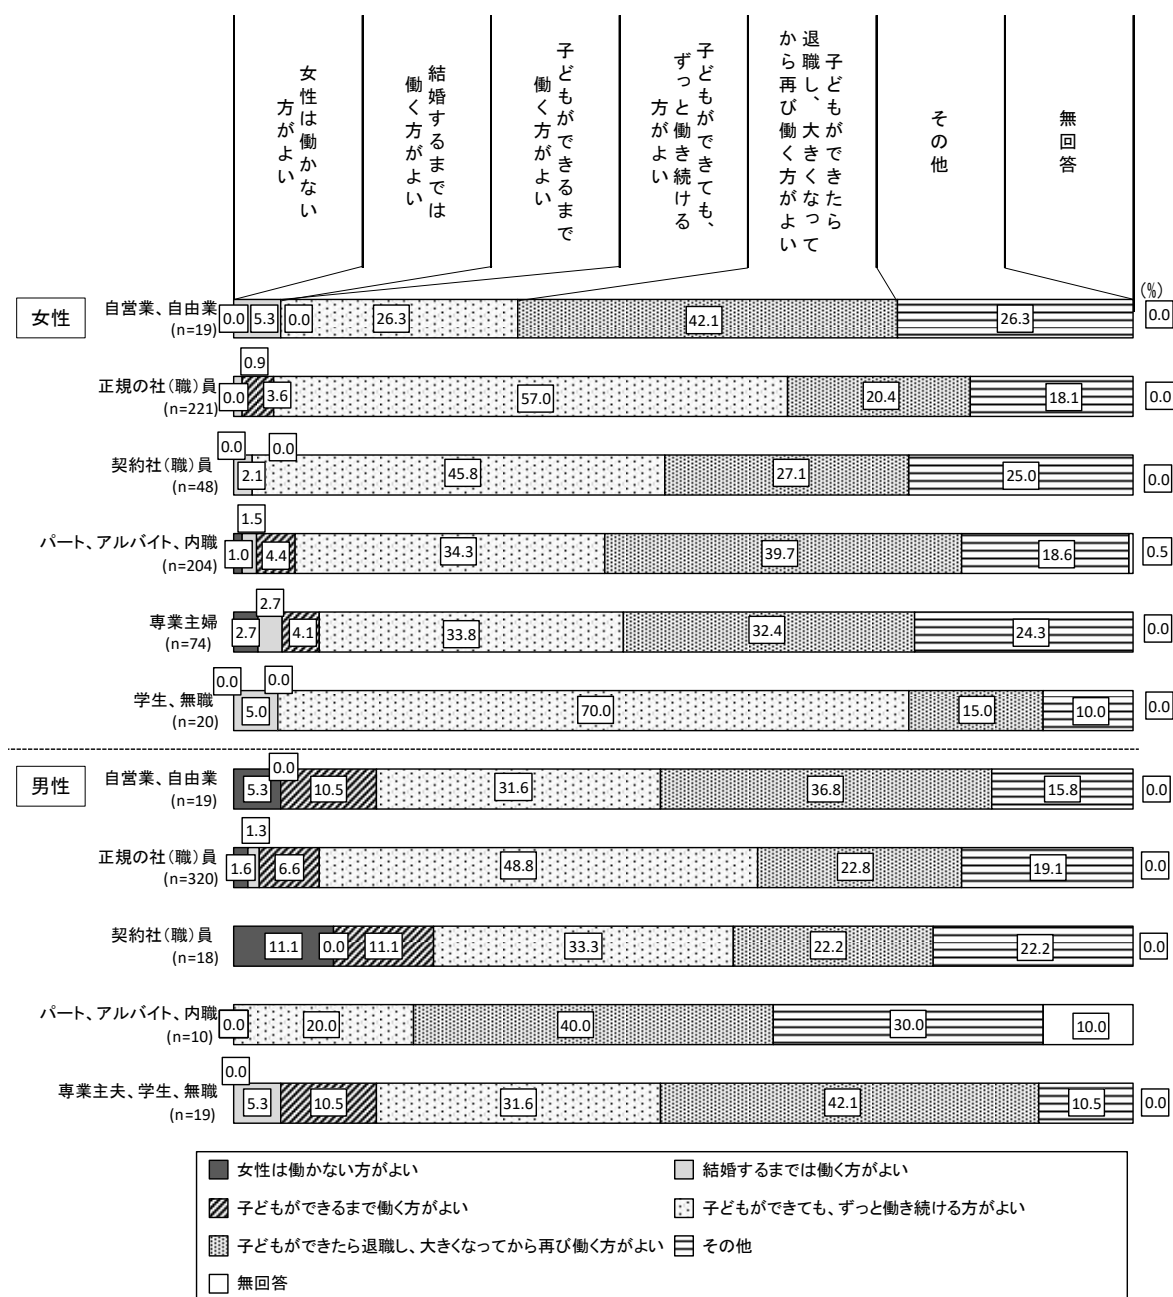 女性は働かない
方がよい
結婚するまでは
働く方がよい
子どもができるまで
働く方がよい
子どもができても、
ずっと働き続ける
方がよい
子どもができたら
退職し、大きくなって
から再び働く方がよい
その他
無回答
(%)
女性
自営業、自由業
(n=19)
0.0 5.3 0.0 26.3 42.1 26.3 0.0
0.9
正規の社(職)員
(n=221)
0.0 3.6 57.0 20.4 18.1 0.0
0.0 0.0
契約社(職)員
(n=48)
2.1 45.8 27.1 25.0 0.0
1.5
パート、アルバイト、内職
(n=204)
1.0 4.4 34.3 39.7 18.6 0.5
2.7
専業主婦
(n=74)
2.7 4.1 33.8 32.4 24.3 0.0
0.0 0.0
学生、無職
(n=20)
5.0 70.0 15.0 10.0 0.0
男性
0.0
自営業、自由業
(n=19)
5.3 10.5 31.6 36.8 15.8 0.0
1.3
正規の社(職)員
(n=320)
1.6 6.6 48.8 22.8 19.1 0.0
契約社(職)員
(n=18)
11.1 0.0 11.1 33.3 22.2 22.2 0.0
パート、アルバイト、内職
(n=10)
0.0 20.0 40.0 30.0 10.0
0.0
専業主夫、学生、無職
(n=19)
5.3 10.5 31.6 42.1 10.5 0.0
女性は働かない方がよい
結婚するまでは働く方がよい
子どもができるまで働く方がよい
子どもができても、ずっと働き続ける方がよい
子どもができたら退職し、大きくなってから再び働く方がよい
その他
無回答